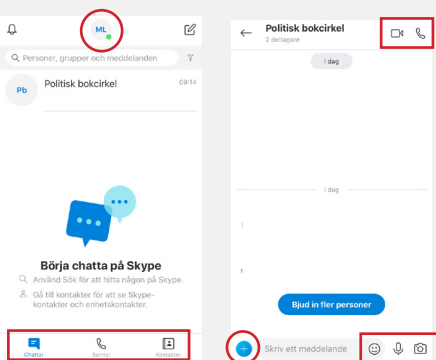 ML
Personer, grupper och meddelanden
Pb
Politisk bokcirkel
09:14
Börja chatta på Skype
Använd Sök för att hitta någon på Skype.
Gå till kontakter för att se Skype-
kontakter och enhetskontakter.
Chattar
Samtal
Kontakter
Politisk bokcirkel
2 deltagare
I dag
I dag
Bjud in fler personer
Skriv ett meddelande